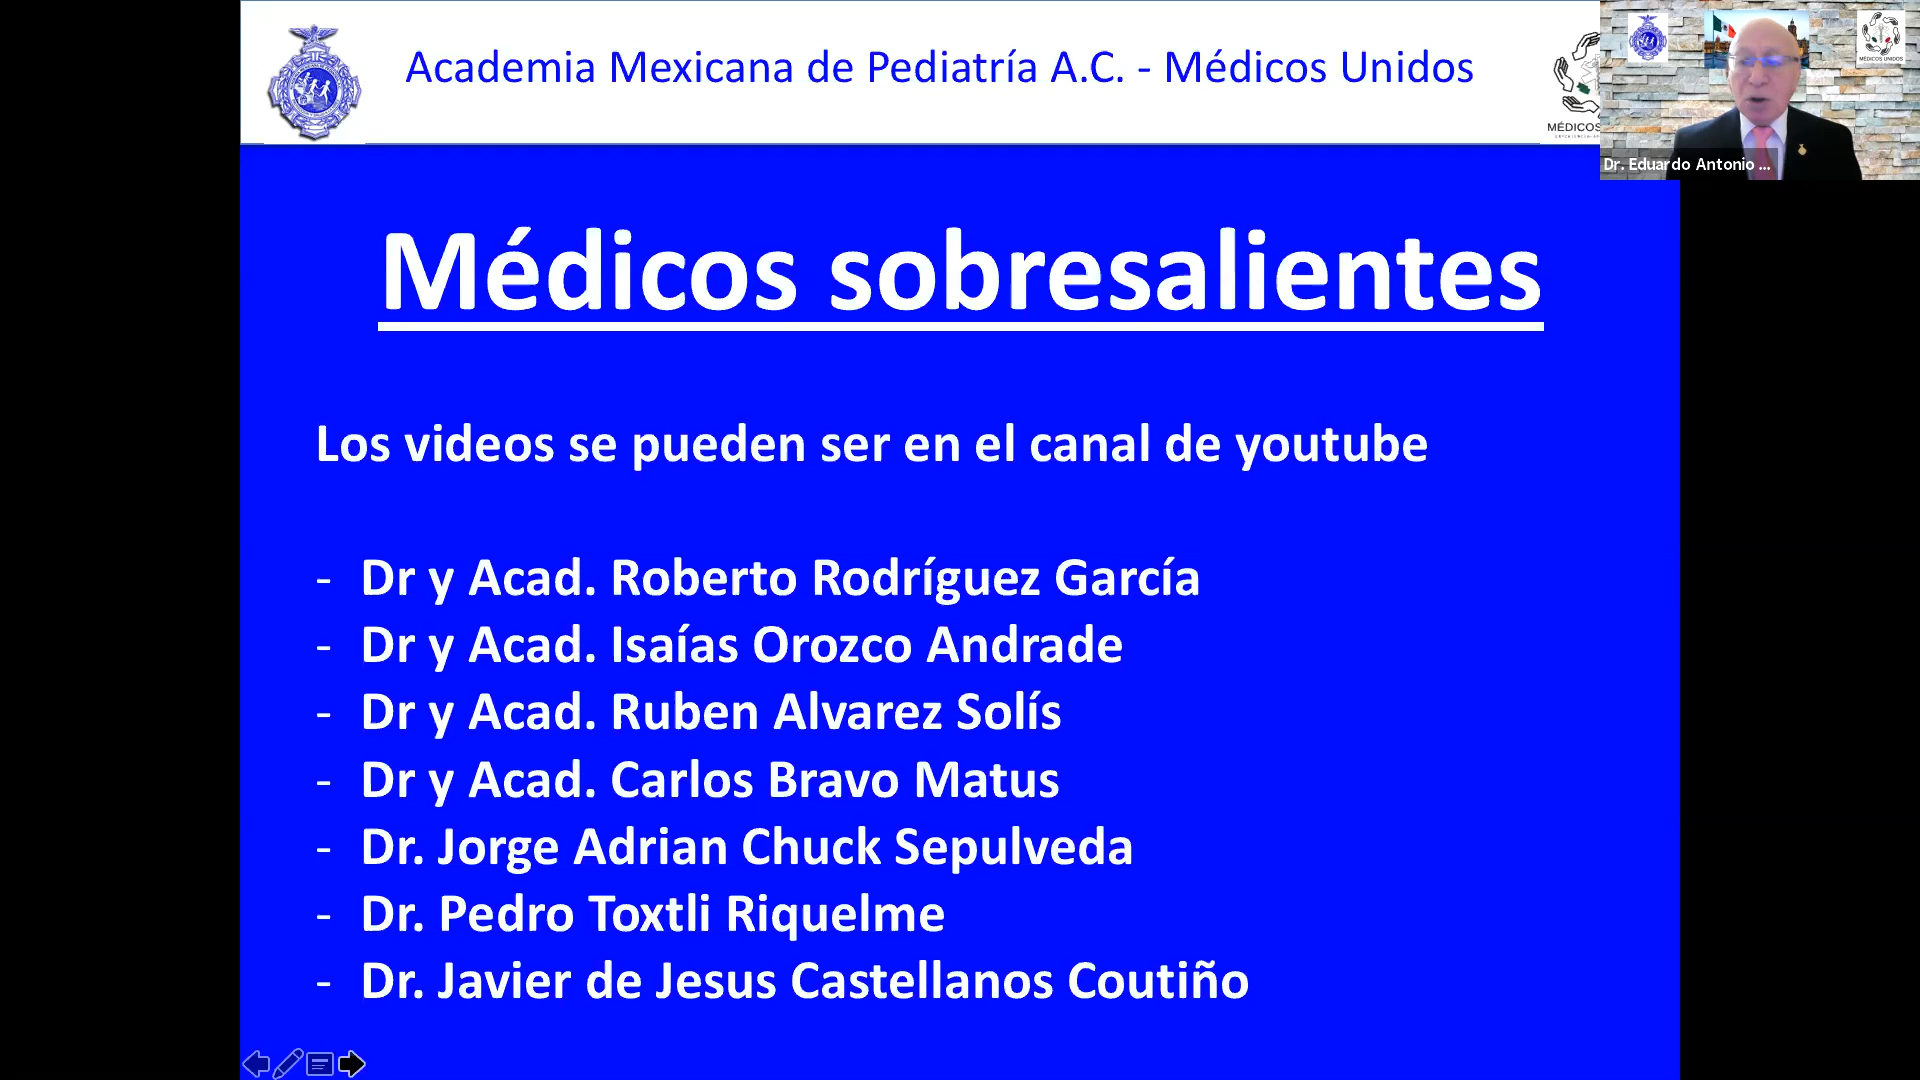 Academia Mexicana de Pediatría A.C. - Médicos Unidos
MÉDICOS
MÉDICOS UNIDOS
Dr. Eduardo Antonio ...
Médicos sobresalientes
Los videos se pueden ser en el canal de youtube
- Dr y Acad. Roberto Rodríguez García
- Dr y Acad. Isaías Orozco Andrade
- Dr y Acad. Ruben Alvarez Solís
- Dr y Acad. Carlos Bravo Matus
- Dr. Jorge Adrian Chuck Sepulveda
- Dr. Pedro Toxtli Riquelme
- Dr. Javier de Jesus Castellanos Coutiño